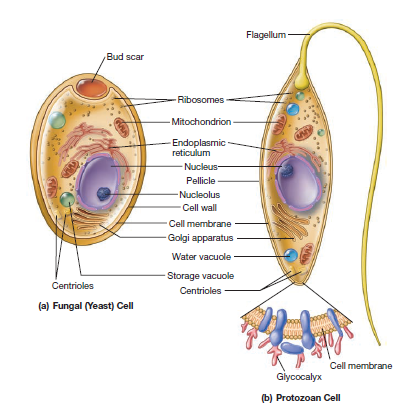 Flagellum
Bud scar
Ribosomes
Mitochondrion
Endoplasmic
reticulum
Nucleus
Pellicle
Nucleolus
Cell wall
Cell membrane
Golgi apparatus
Water vacuole
Storage vacuole
Centrioles
Centrioles
(a) Fungal (Yeast) Cell
Cell membrane
Glycocalyx
(b) Protozoan Cell